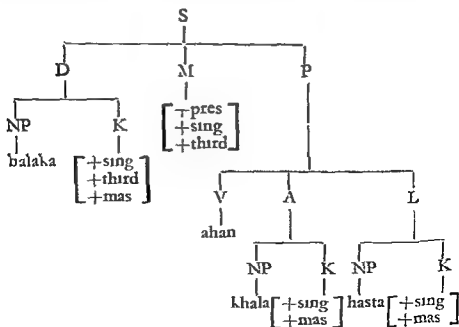 S
D M P
+pres
+sing
+third
NP K
balaka
+sing
+third
+mas
V A L
ahan
NP K NP K
khala +sing hasta +sing
+mas +mas